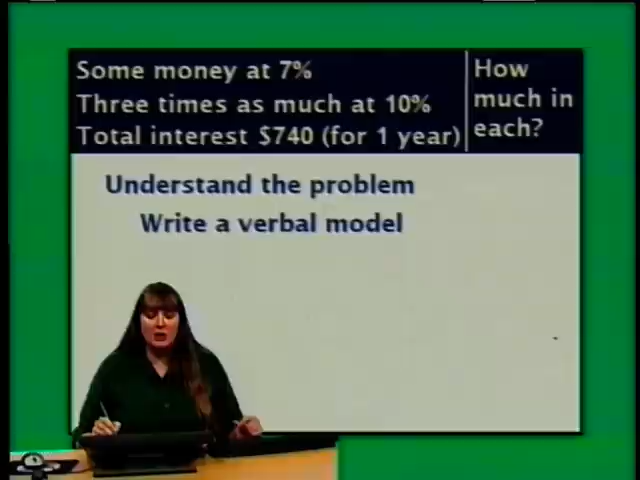 Some money at 7%
Three times as much at 10%
Total interest $740 (for 1 year)
How
much in
each?
Understand the problem
Write a verbal model